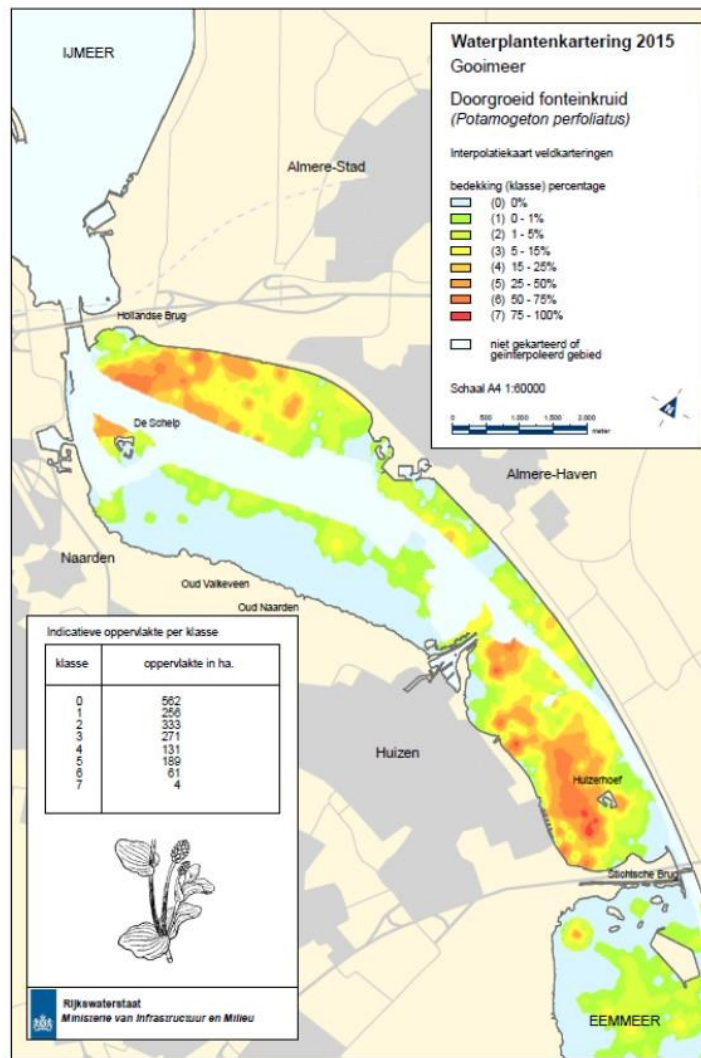 IJMEER
Waterplantenkartering 2015
Gooimeer
Doorgroeid fonteinkruid
(Potamogeton perfoliatus)
Interpolatiekaart veldkarteringen
bedekking (klasse) percentage
(0) 0%
(1) 0 - 1%
(2) 1 - 5%
(3) 5 - 15%
(4) 15 - 25%
(5) 25 - 50%
(6) 50 - 75%
(7) 75 - 100%
niet gekarteerd of
geïnterpoleerd gebied
Schaal A4 1:60000
N
0 500 1.000 1.500 2.000
meter
Almere-Stad
Hollandse Brug
De Schelp
Almere-Haven
Naarden
Oud Valkeveen
Oud Naarden
Huizen
Huizerhoef
Stichtsche Brug
EEMMEER
Indicatieve oppervlakte per klasse
klasse oppervlakte in ha.
0 562
1 256
2 333
3 271
4 131
5 189
6 61
7 4
Rijkswaterstaat
Ministerie van Infrastructuur en Milieu